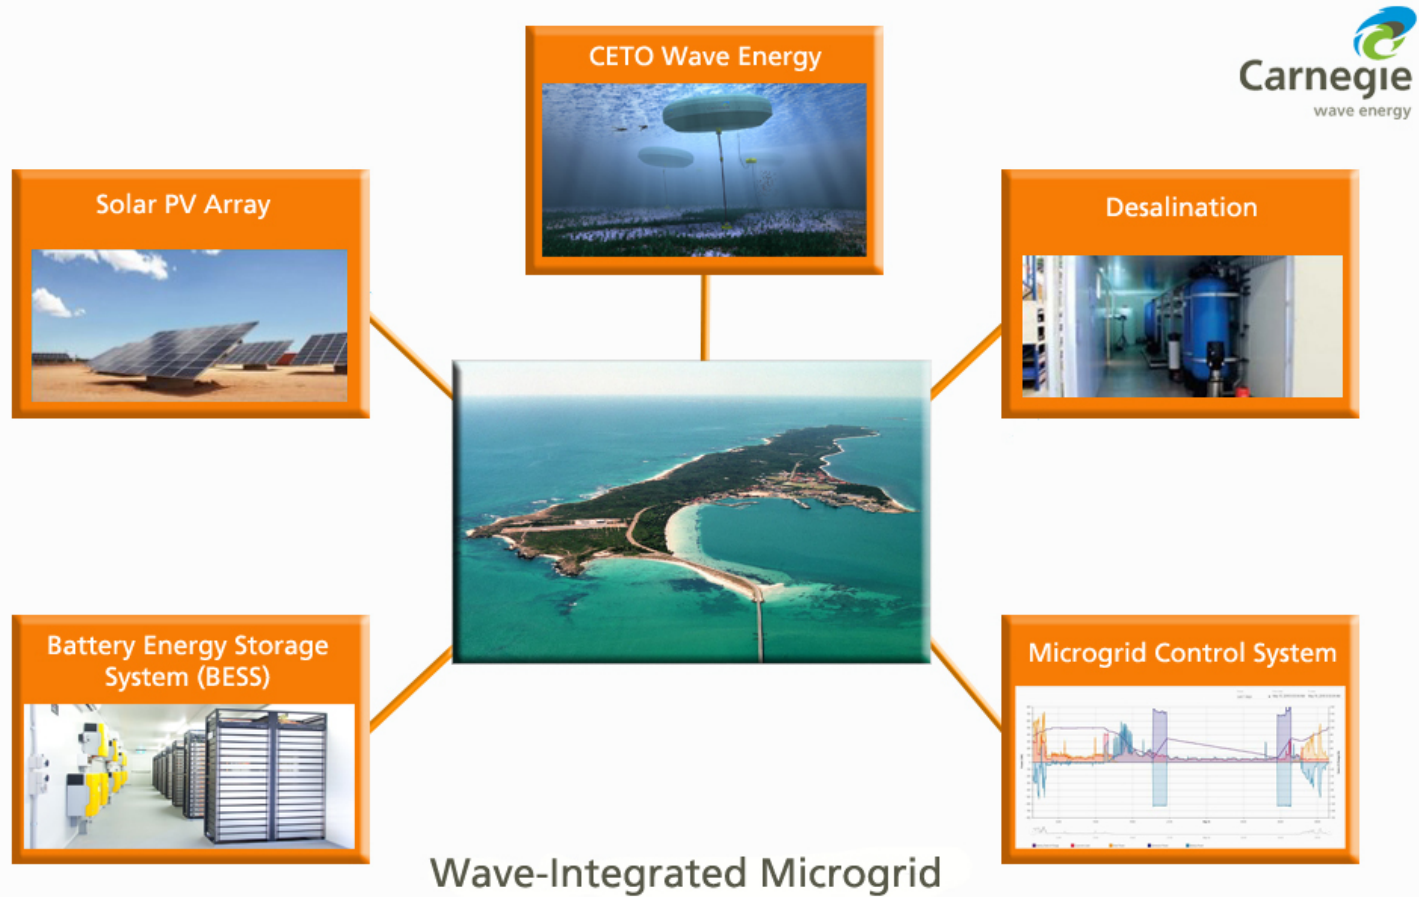 CETO Wave Energy
Carnegie
wave energy
Solar PV Array
Desalination
Battery Energy Storage
System (BESS)
Microgrid Control System
Wave-Integrated Microgrid